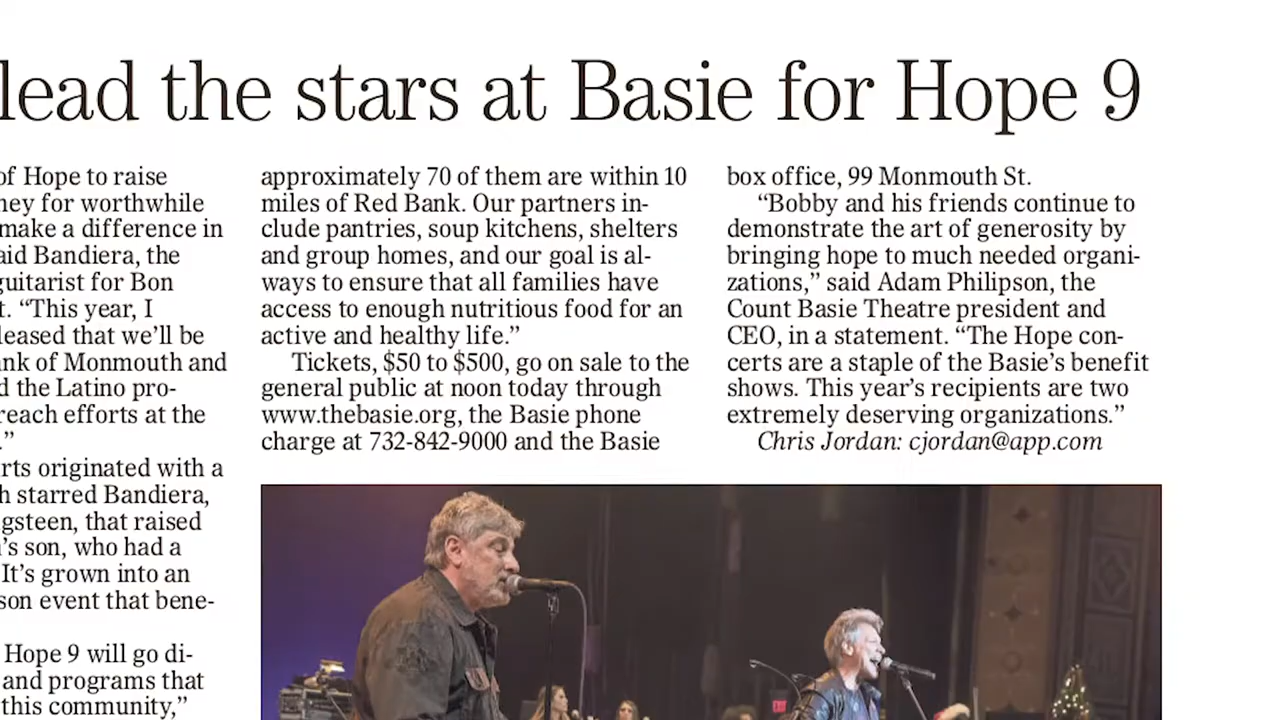 lead the stars at Basie for Hope 9
of Hope to raise
ney for worthwhile
make a difference in
aid Bandiera, the
guitarist for Bon
t. “This year, I
leased that we’ll be
ank of Monmouth and
d the Latino pro-
reach efforts at the
.”
rts originated with a
h starred Bandiera,
gsteen, that raised
’s son, who had a
It’s grown into an
son event that bene-
Hope 9 will go di-
and programs that
this community,”
approximately 70 of them are within 10
miles of Red Bank. Our partners in-
clude pantries, soup kitchens, shelters
and group homes, and our goal is al-
ways to ensure that all families have
access to enough nutritious food for an
active and healthy life.”
Tickets, $50 to $500, go on sale to the
general public at noon today through
www.thebasie.org, the Basie phone
charge at 732-842-9000 and the Basie
box office, 99 Monmouth St.
“Bobby and his friends continue to
demonstrate the art of generosity by
bringing hope to much needed organi-
zations,” said Adam Philipson, the
Count Basie Theatre president and
CEO, in a statement. “The Hope con-
certs are a staple of the Basie’s benefit
shows. This year’s recipients are two
extremely deserving organizations.”
Chris Jordan: cjordan@app.com